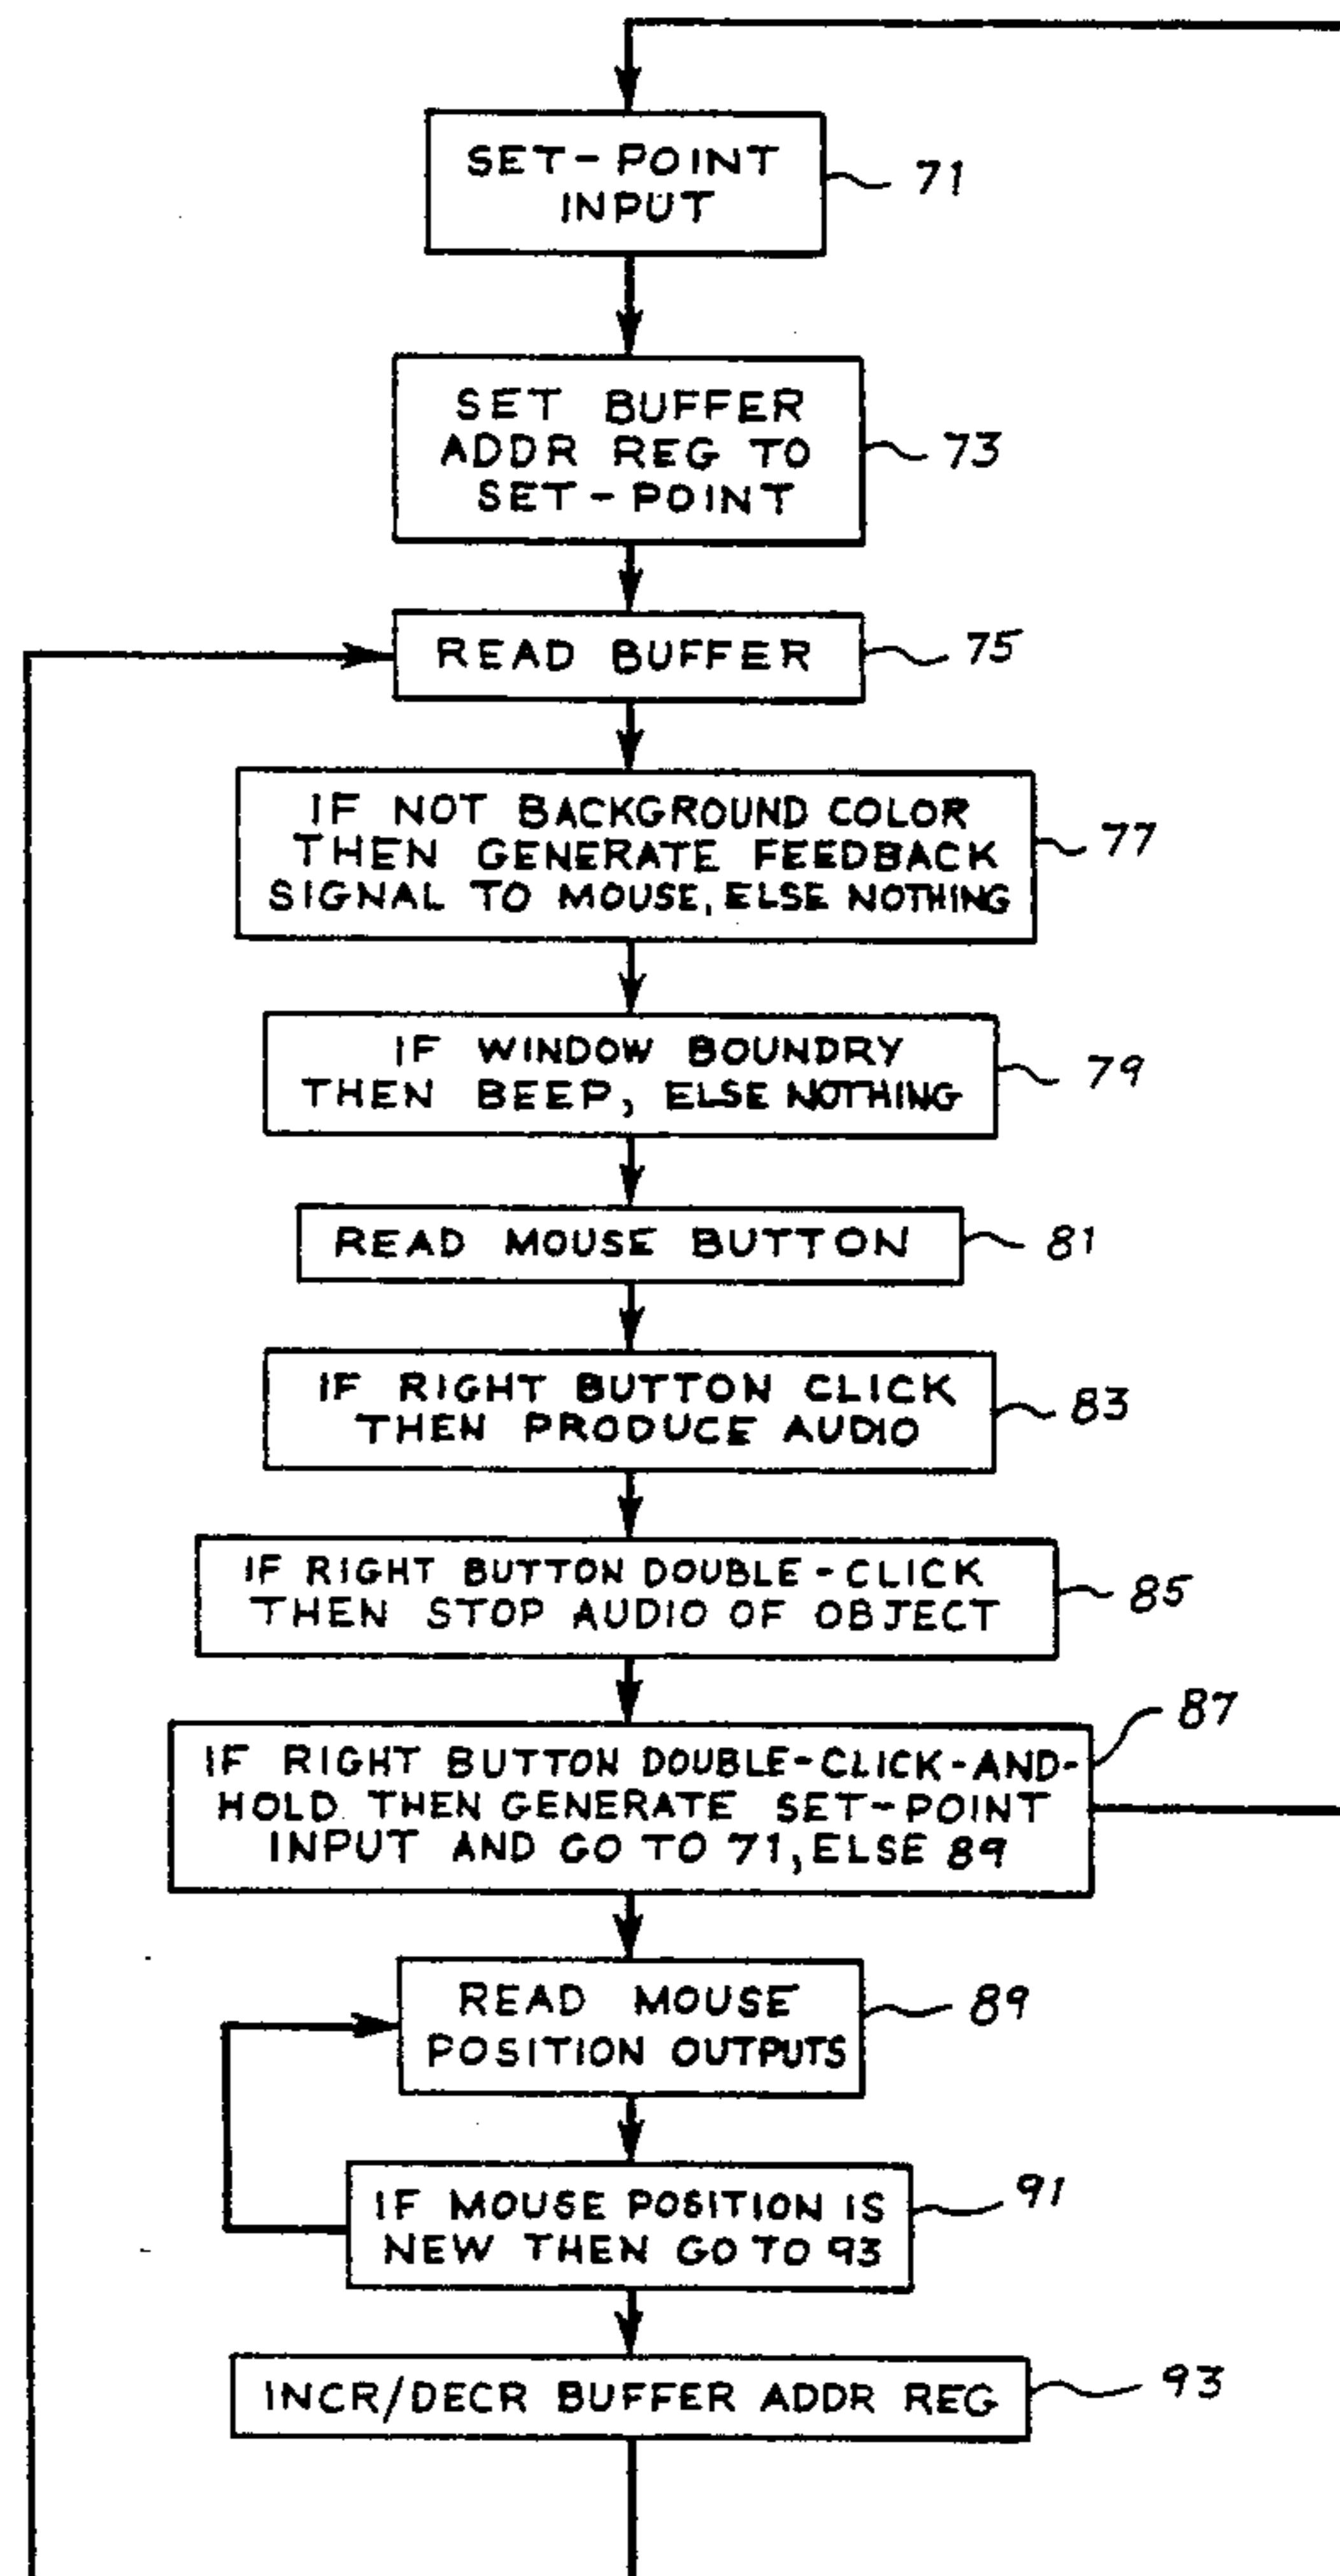 SET-POINT
INPUT
71
SET BUFFER
ADDR REG TO
SET-POINT
73
READ BUFFER
75
IF NOT BACKGROUND COLOR
THEN GENERATE FEEDBACK
SIGNAL TO MOUSE, ELSE NOTHING
77
IF WINDOW BOUNDRY
THEN BEEP, ELSE NOTHING
79
READ MOUSE BUTTON
81
IF RIGHT BUTTON CLICK
THEN PRODUCE AUDIO
83
IF RIGHT BUTTON DOUBLE-CLICK
THEN STOP AUDIO OF OBJECT
85
IF RIGHT BUTTON DOUBLE-CLICK-AND-
HOLD THEN GENERATE SET-POINT
INPUT AND GO TO 71, ELSE 89
87
READ MOUSE
POSITION OUTPUTS
89
IF MOUSE POSITION IS
NEW THEN GO TO 93
91
INCR/DECR BUFFER ADDR REG
93